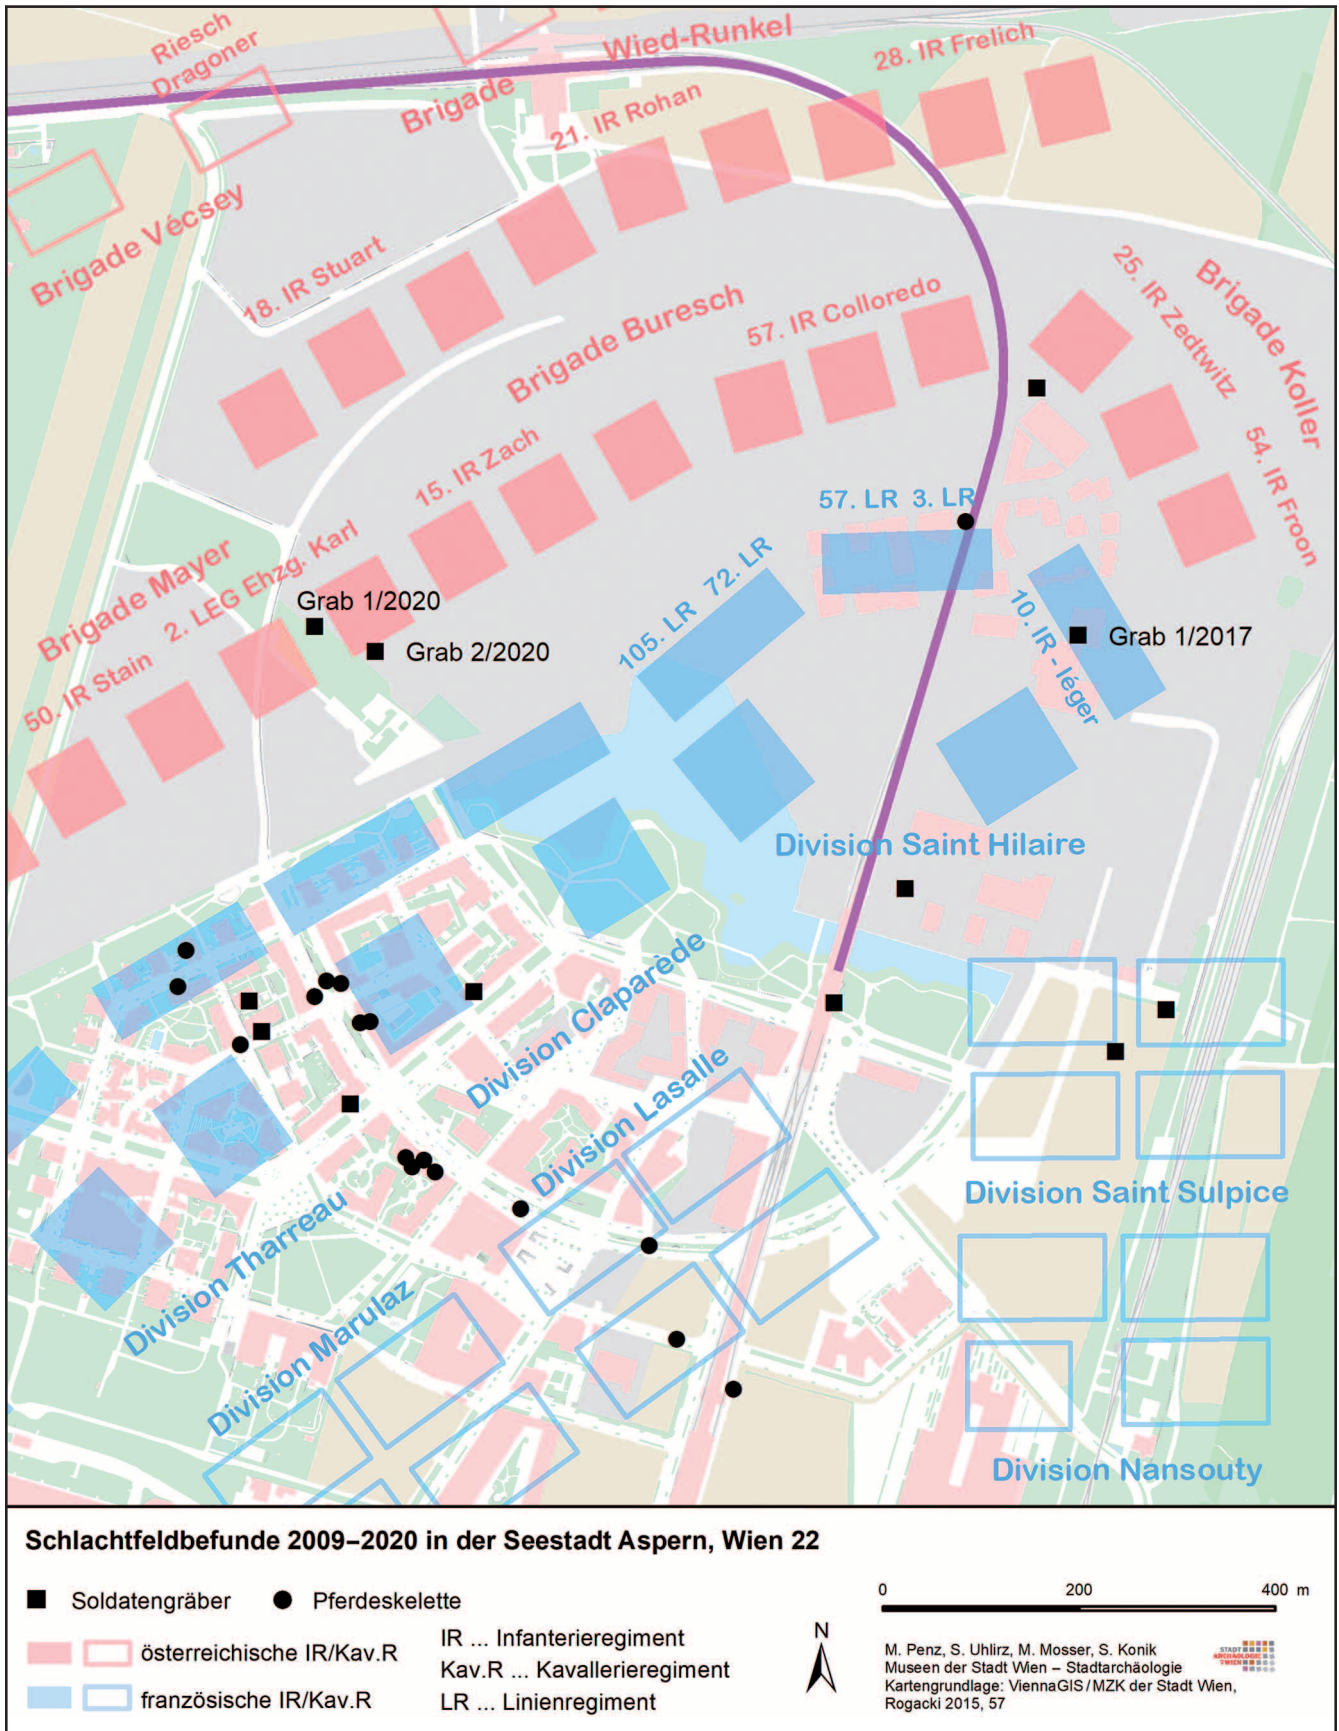 Riesch
Dragoner
Brigade
Wied-Runkel
28. IR Frelich
21. IR Rohan
Brigade Vécsey
18. IR Stuart
Brigade Buresch
57. IR Colloredo
25. IR Zedtwitz
Brigade Koller
54. IR Froon
15. IR Zach
57. LR 3. LR
Brigade Mayer
2. LEG Ehzg. Karl
50. IR Stain
Grab 1/2020
Grab 2/2020
105. LR 72. LR
10. IR - léger
Grab 1/2017
Division Saint Hilaire
Division Claparède
Division Lasalle
Division Tharreau
Division Marulaz
Division Saint Sulpice
Division Nansouty
Schlachtfeldbefunde 2009–2020 in der Seestadt Aspern, Wien 22
Soldatengräber
Pferdeskelette
österreichische IR/Kav.R
französische IR/Kav.R
IR ... Infanterieregiment
Kav.R ... Kavallerieregiment
LR ... Linienregiment
N
0 200 400 m
M. Penz, S. Uhlirz, M. Mosser, S. Konik
Museen der Stadt Wien – Stadtarchäologie
Kartengrundlage: ViennaGIS/MZK der Stadt Wien,
Rogacki 2015, 57
STADT
ARCHÄOLOGIE
WIEN